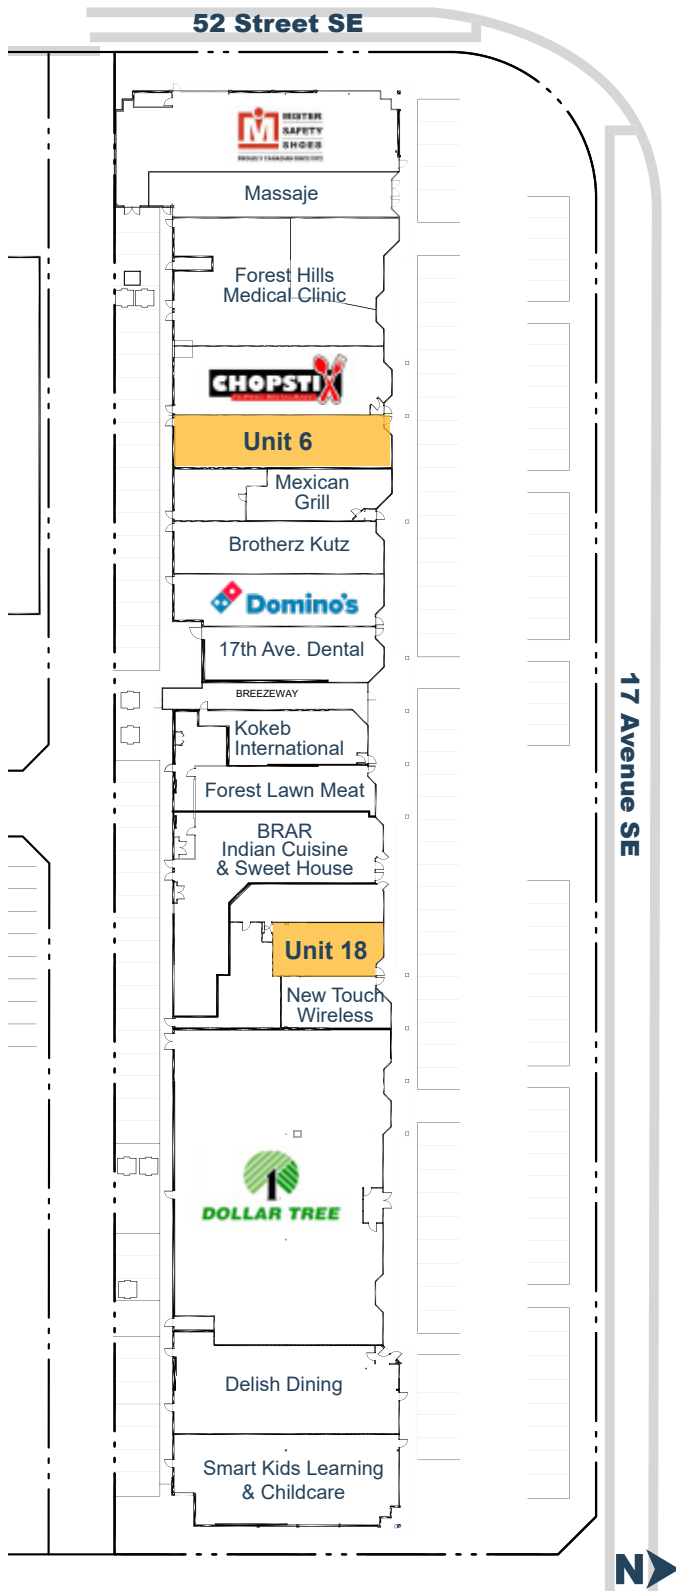 52 Street SE
MISTER
SAFETY
SHOES
Massaje
Forest Hills
Medical Clinic
CHOPSTIX
Unit 6
Mexican
Grill
Brotherz Kutz
Domino's
17th Ave. Dental
BREEZEWAY
Kokeb
International
17 Avenue SE
Forest Lawn Meat
BRAR
Indian Cuisine
& Sweet House
Unit 18
New Touch
Wireless
1
DOLLAR TREE
Delish Dining
Smart Kids Learning
& Childcare
N